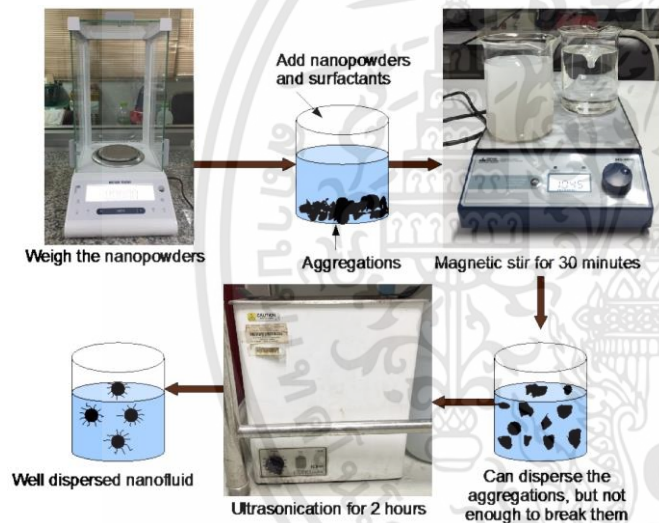 Add nanopowders
and surfactants
Weigh the nanopowders
Aggregations
Magnetic stir for 30 minutes
CAUTION
Well dispersed nanofluid
Ultrasonication for 2 hours
Can disperse the
aggregations, but not
enough to break them